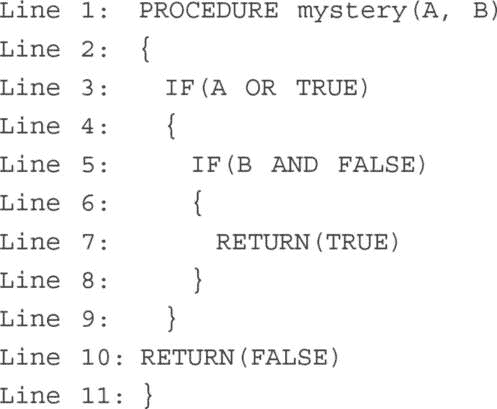 Line 1: PROCEDURE mystery(A, B)
Line 2: {
Line 3: IF(A OR TRUE)
Line 4: {
Line 5: IF(B AND FALSE)
Line 6: {
Line 7: RETURN(TRUE)
Line 8: }
Line 9: }
Line 10: RETURN(FALSE)
Line 11: }